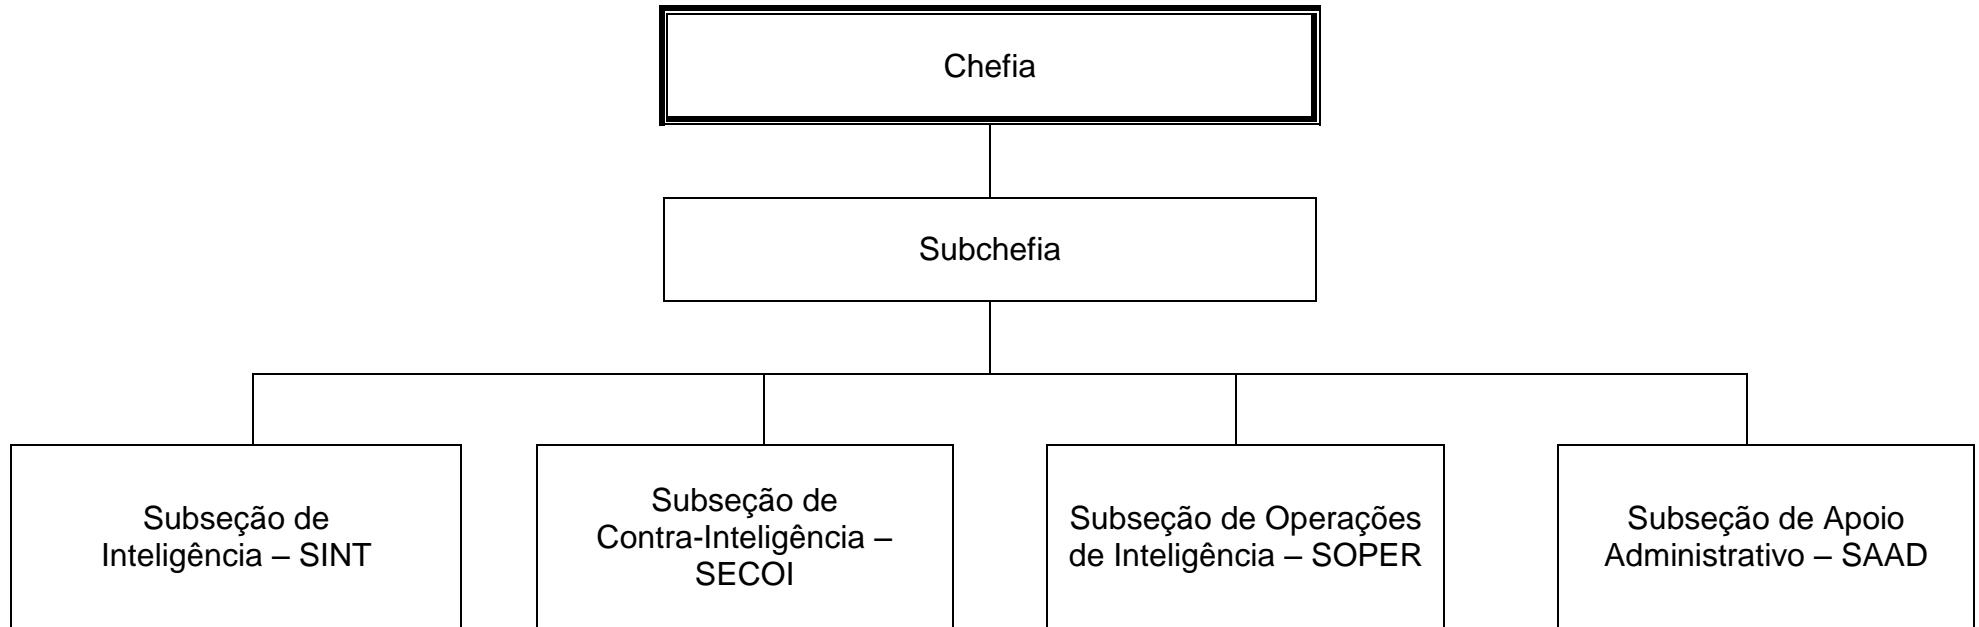 Chefia
Subchefia
Subseção de
Inteligência – SINT
Subseção de
Contra-Inteligência –
SECOI
Subseção de Operações
de Inteligência – SOPER
Subseção de Apoio
Administrativo – SAAD